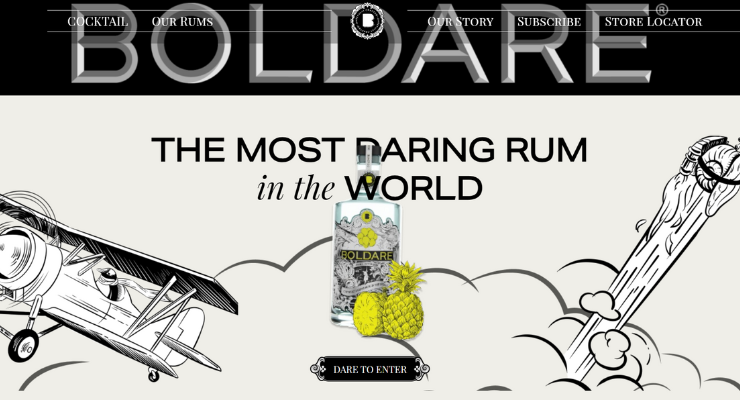 BOLDARE®
COCKTAIL Our Rums B Our Story Subscribe Store Locator
THE MOST DARING RUM
in the WORLD
BOLDARE
DARE TO ENTER